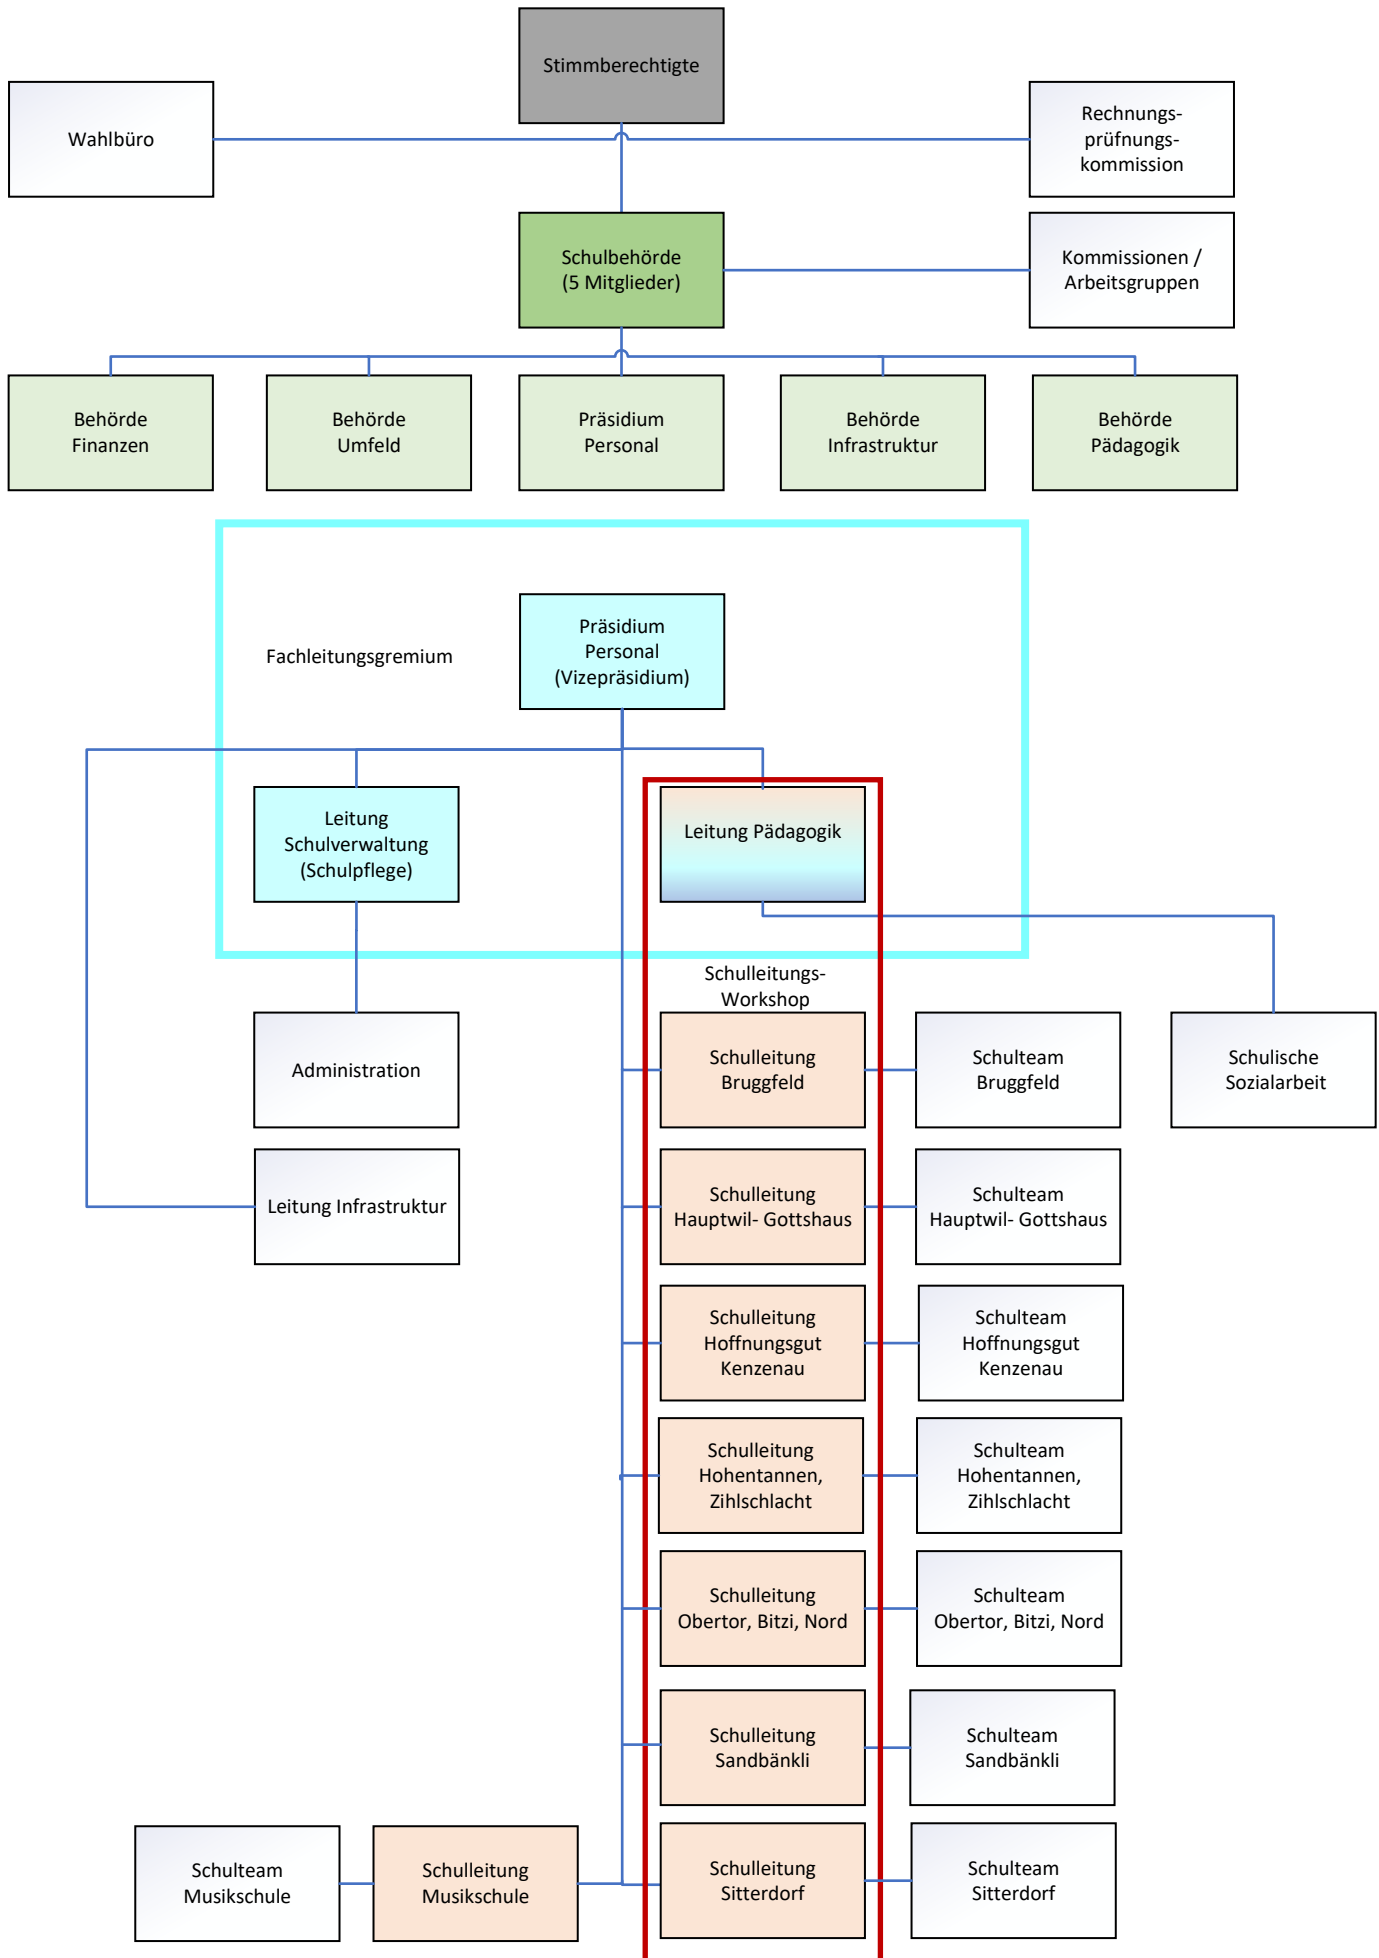 Stimmberechtigte
Wahlbüro
Rechnungs-
prüfnungs-
kommission
Schulbehörde
(5 Mitglieder)
Kommissionen /
Arbeitsgruppen
Behörde
Finanzen
Behörde
Umfeld
Präsidium
Personal
Behörde
Infrastruktur
Behörde
Pädagogik
Fachleitungsgremium
Präsidium
Personal
(Vizepräsidium)
Leitung
Schulverwaltung
(Schulpflege)
Leitung Pädagogik
Schulleitungs-
Workshop
Administration
Schulleitung
Bruggfeld
Schulteam
Bruggfeld
Schulische
Sozialarbeit
Leitung Infrastruktur
Schulleitung
Hauptwil- Gottshaus
Schulteam
Hauptwil- Gottshaus
Schulleitung
Hoffnungsgut
Kenzenau
Schulteam
Hoffnungsgut
Kenzenau
Schulleitung
Hohentannen,
Zihlschlacht
Schulteam
Hohentannen,
Zihlschlacht
Schulleitung
Obertor, Bitzi, Nord
Schulteam
Obertor, Bitzi, Nord
Schulleitung
Sandbänkli
Schulteam
Sandbänkli
Schulteam
Musikschule
Schulleitung
Musikschule
Schulleitung
Sitterdorf
Schulteam
Sitterdorf